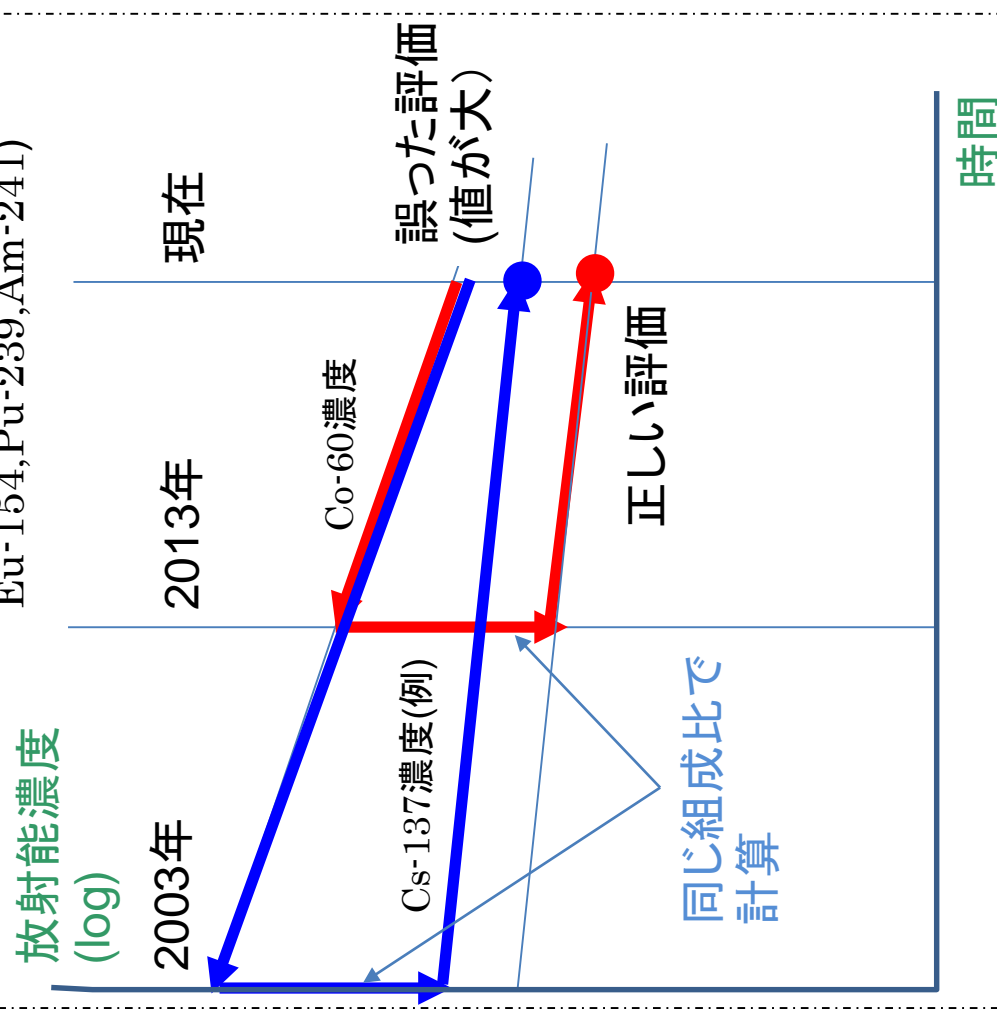 Eu-154,Pu-239,Am-241)
放射能濃度
(log)
2003年
2013年
現在
Co-60濃度
誤った評価
(値が大)
Cs-137濃度(例)
正しい評価
同じ組成比で
計算
時間